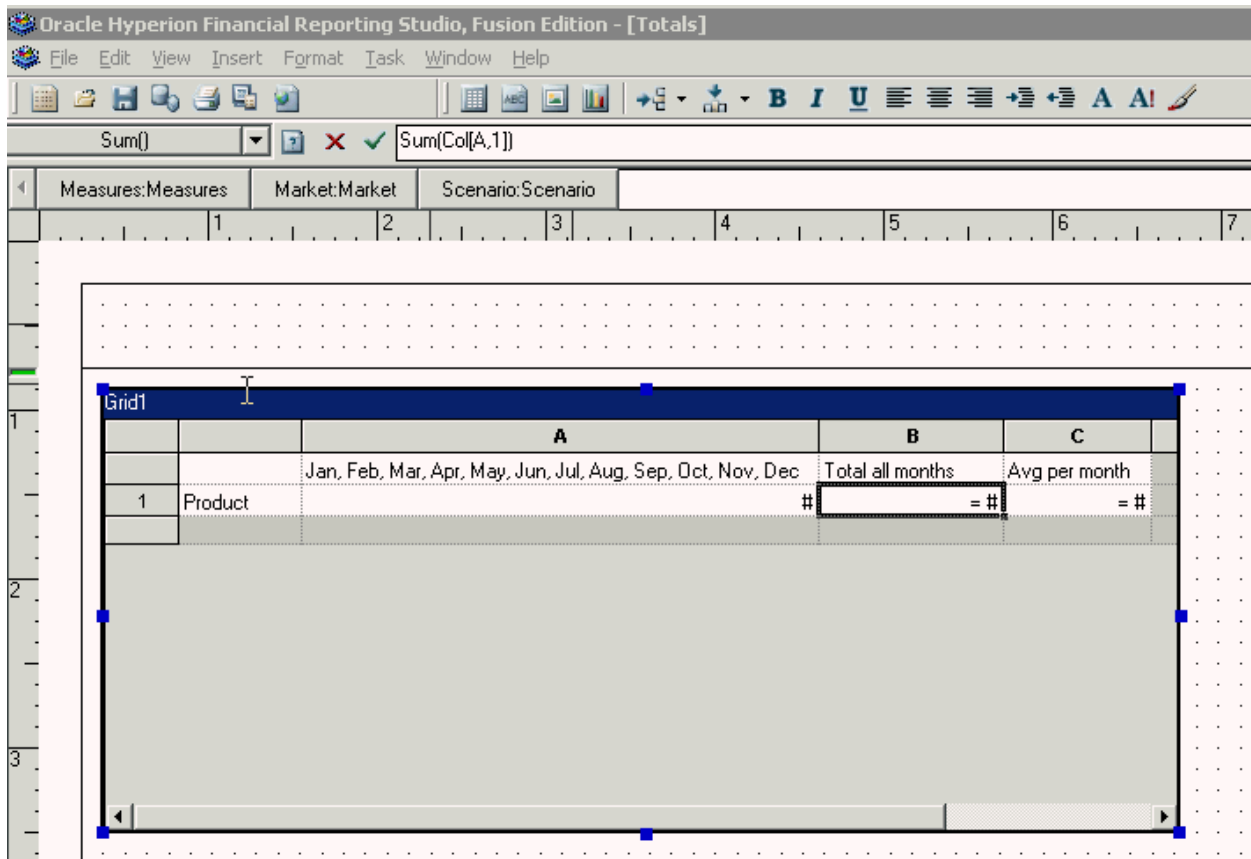 Oracle Hyperion Financial Reporting Studio, Fusion Edition - [Totals]
File Edit View Insert Format Task Window Help
ABC B I U A A!
Sum() ? Sum(Col[A,1])
Measures:Measures Market:Market Scenario:Scenario
1 2 3 4 5 6 7
Grid1
1
A B C
Jan, Feb, Mar, Apr, May, Jun, Jul, Aug, Sep, Oct, Nov, Dec Total all months Avg per month
1 Product # = # = #
2
3